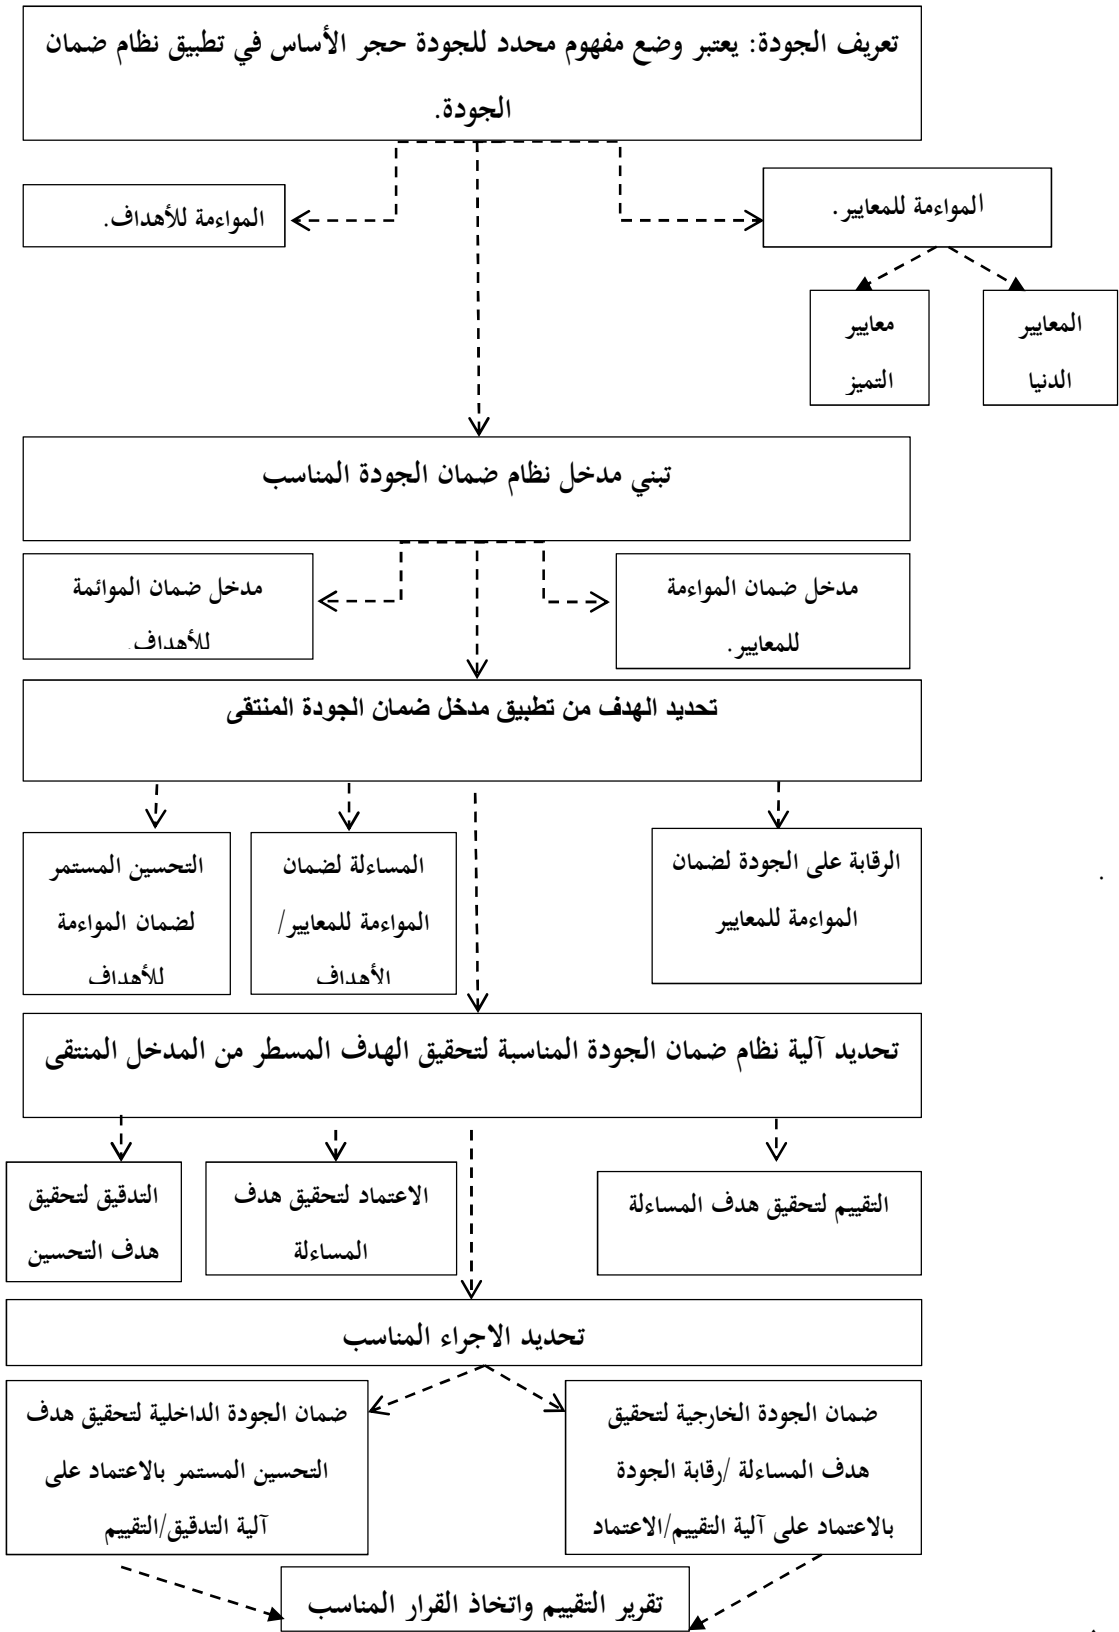 تعريف الجودة: يعتبر وضع مفهوم محدد للجودة حجر الأساس في تطبيق نظام ضمان
الجودة.
المواءمة للمعايير.
المواءمة للأهداف.
المعايير
الدنيا
معايير
التميز
تبني مدخل نظام ضمان الجودة المناسب
مدخل ضمان المواءمة
للمعايير.
مدخل ضمان الموائمة
للأهداف.
تحديد الهدف من تطبيق مدخل ضمان الجودة المنتقى
الرقابة على الجودة لضمان
المواءمة للمعايير
المساءلة لضمان
المواءمة للمعايير/
الأهداف
التحسين المستمر
لضمان المواءمة
للأهداف
تحديد آلية نظام ضمان الجودة المناسبة لتحقيق الهدف المسطر من المدخل المنتقى
التقييم لتحقيق هدف المساءلة
الاعتماد لتحقيق هدف
المساءلة
التدقيق لتحقيق
هدف التحسين
تحديد الاجراء المناسب
ضمان الجودة الخارجية لتحقيق
هدف المساءلة /رقابة الجودة
بالاعتماد على آلية التقييم/الاعتماد
ضمان الجودة الداخلية لتحقيق هدف
التحسين المستمر بالاعتماد على
آلية التدقيق/التقييم
تقرير التقييم واتخاذ القرار المناسب